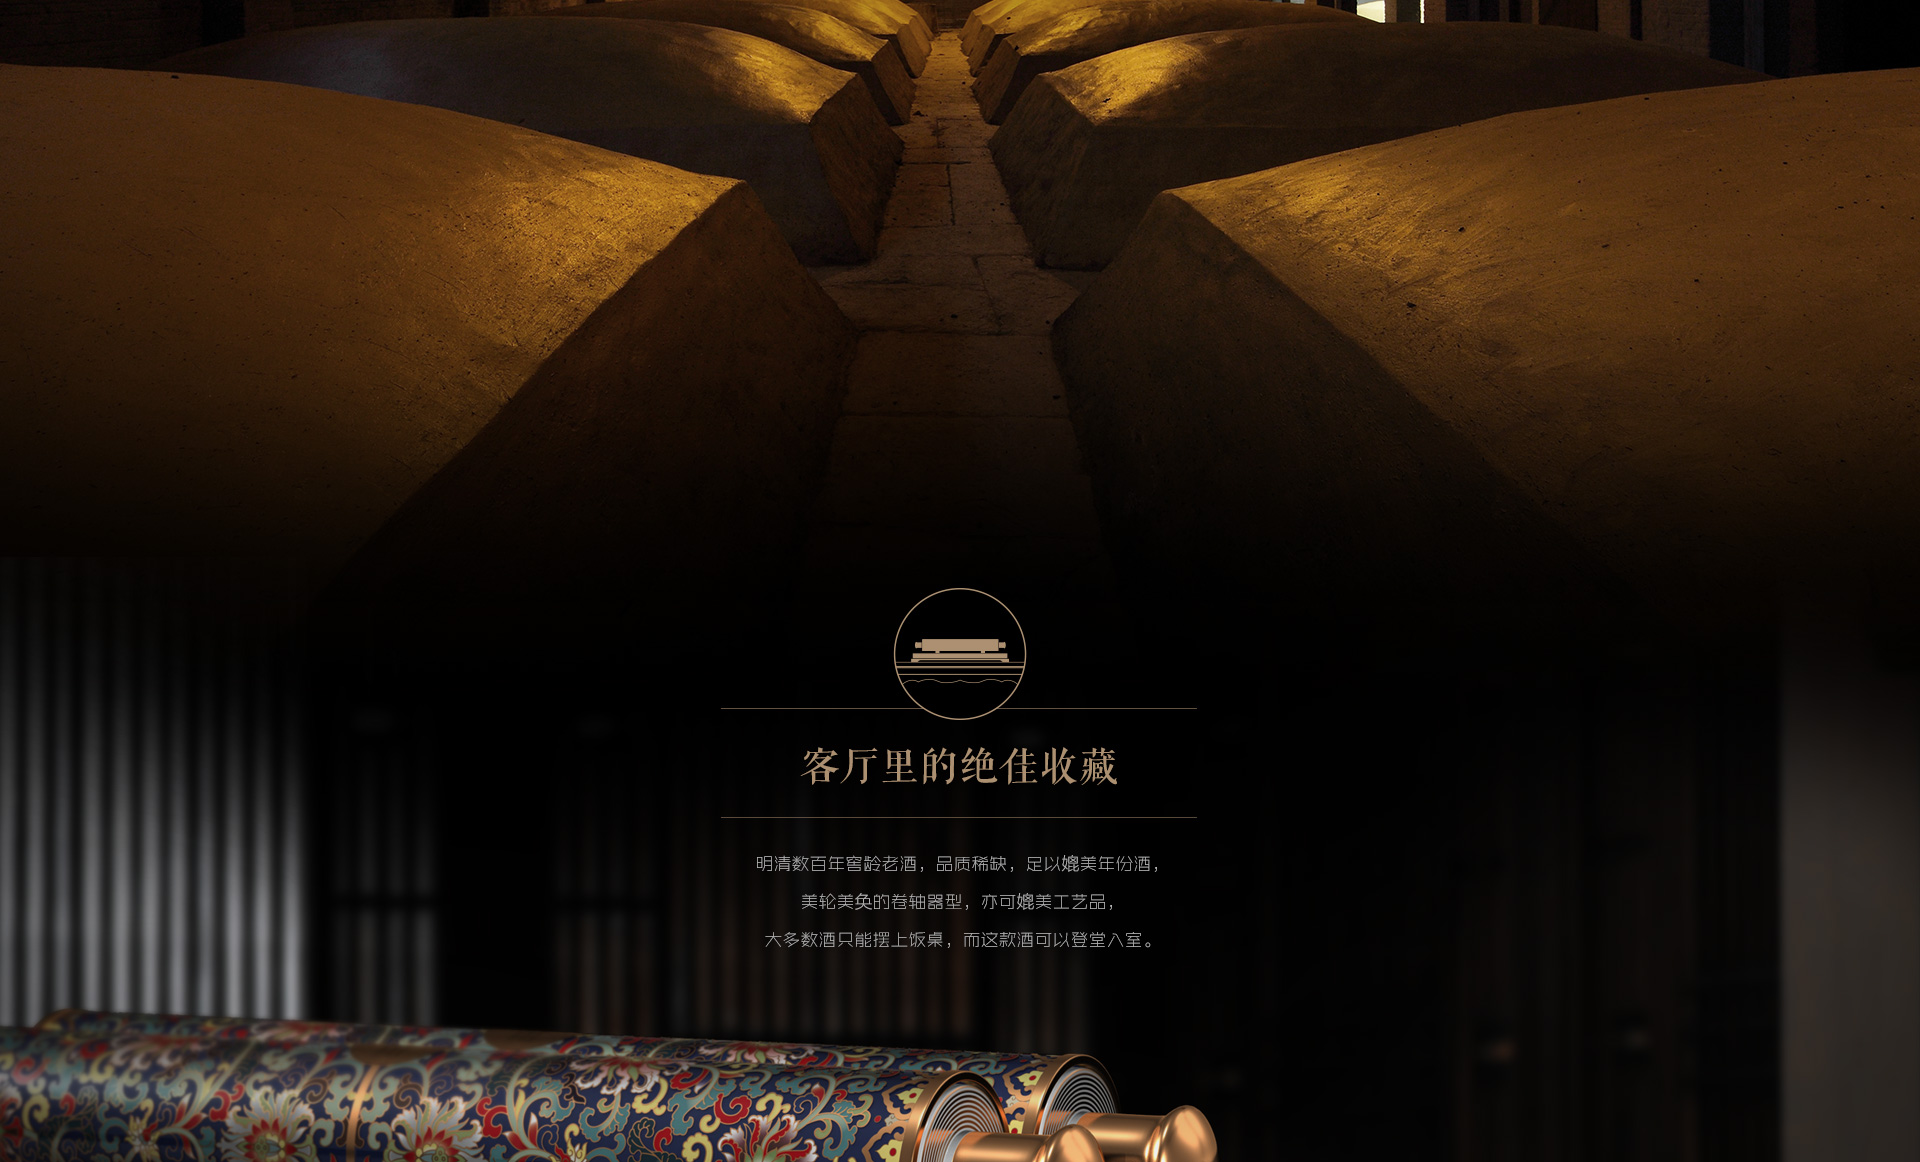 客厅里的绝佳收藏
明清数百年窖龄老酒，品质稀缺，足以媲美年份酒，
美轮美奂的卷轴器型，亦可媲美工艺品，
大多数酒只能摆上饭桌，而这款酒可以登堂入室。